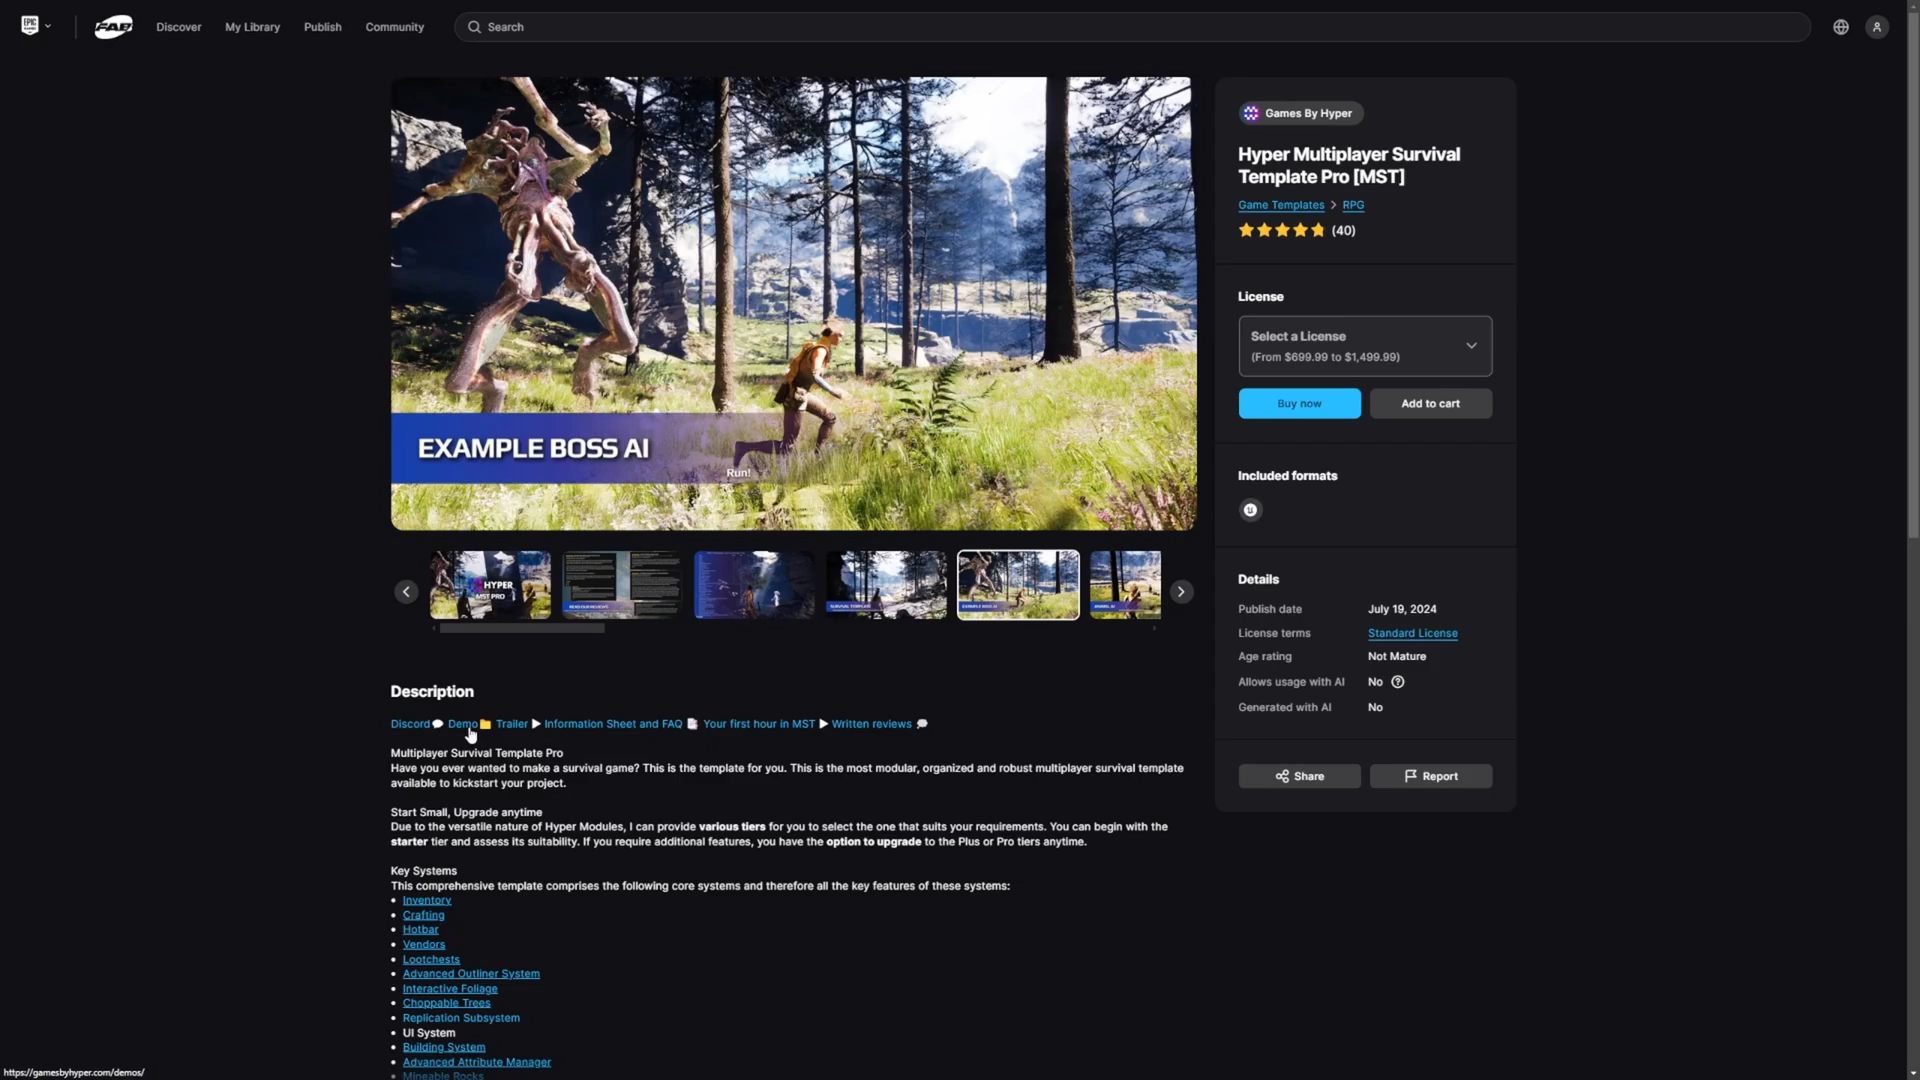 EPIC
FAB
Discover
My Library
Publish
Community
Search
EXAMPLE BOSS AI
Run!
HYPER
MST PRO
EXAMPLE BOSS AI
Description
Discord Demo Trailer Information Sheet and FAQ Your first hour in MST Written reviews
Multiplayer Survival Template Pro
Have you ever wanted to make a survival game? This is the template for you. This is the most modular, organized and robust multiplayer survival template
available to kickstart your project.
Start Small, Upgrade anytime
Due to the versatile nature of Hyper Modules, I can provide various tiers for you to select the one that suits your requirements. You can begin with the
starter tier and assess its suitability. If you require additional features, you have the option to upgrade to the Plus or Pro tiers anytime.
Key Systems
This comprehensive template comprises the following core systems and therefore all the key features of these systems:
• Inventory
• Crafting
• Hotbar
• Vendors
• Lootchests
• Advanced Outliner System
• Interactive Foliage
• Choppable Trees
• Replication Subsystem
• UI System
• Building System
• Advanced Attribute Manager
• Mineable Rocks
Games By Hyper
Hyper Multiplayer Survival
Template Pro [MST]
Game Templates > RPG
(40)
License
Select a License
(From $699.99 to $1,499.99)
Buy now
Add to cart
Included formats
Details
Publish date July 19, 2024
License terms Standard License
Age rating Not Mature
Allows usage with AI No
Generated with AI No
Share
Report
https://gamesbyhyper.com/demos/